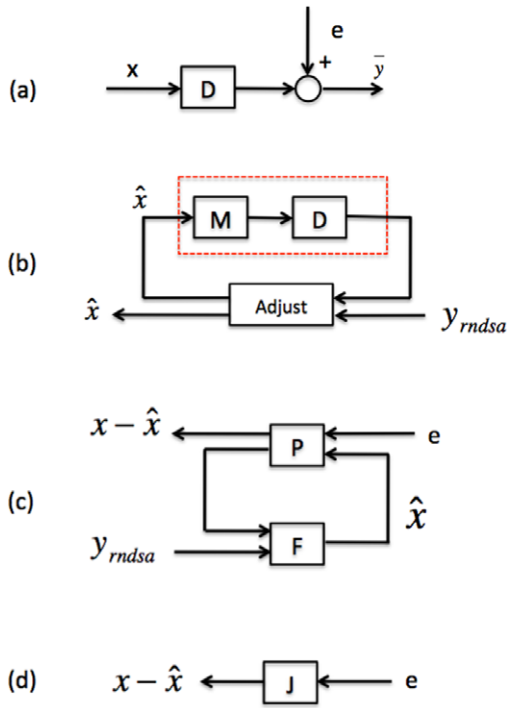 e
+
(a) x D y̅
x̂
M D
(b)
Adjust
x̂ y_rndsa
x − x̂ P e
(c) x̂
y_rndsa F
(d) x − x̂ J e